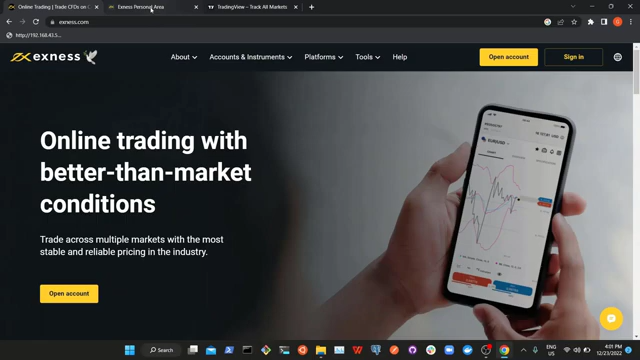 Online Trading | Trade CFDs on
Exness Personal Area
TradingView – Track All Markets
exness.com
http://192.168.43.5...
exness
About
Accounts & Instruments
Platforms
Tools
Help
Open account
Sign in
Online trading with
better-than-market
conditions
Trade across multiple markets with the most
stable and reliable pricing in the industry.
Open account
EUR/USD
Search
ENG
US
4:01 PM
12/23/2022